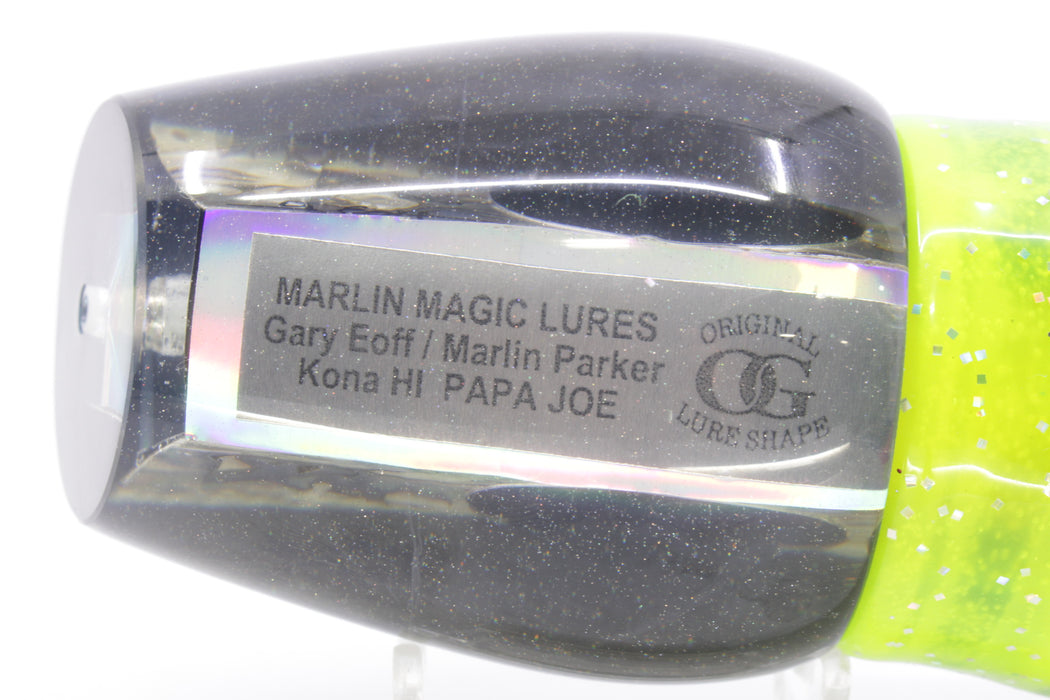 MARLIN MAGIC LURES
Gary Eoff / Marlin Parker
Kona HI PAPA JOE
ORIGINAL
OG
LURE SHAPE